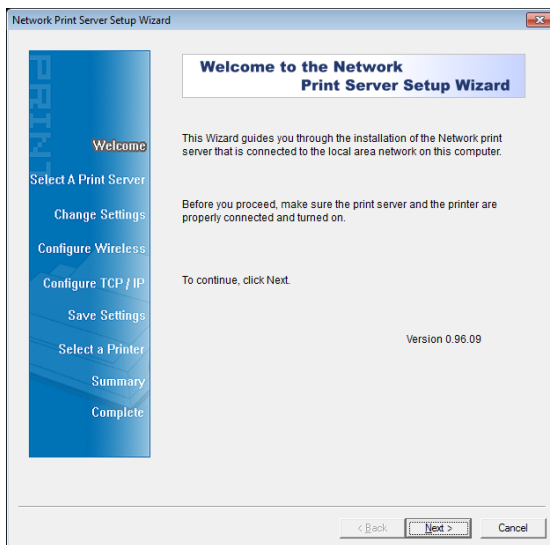 Network Print Server Setup Wizard
PRINT
Welcome
Select A Print Server
Change Settings
Configure Wireless
Configure TCP / IP
Save Settings
Select a Printer
Summary
Complete
Welcome to the Network
Print Server Setup Wizard
This Wizard guides you through the installation of the Network print
server that is connected to the local area network on this computer.
Before you proceed, make sure the print server and the printer are
properly connected and turned on.
To continue, click Next.
Version 0.96.09
< Back
Next >
Cancel